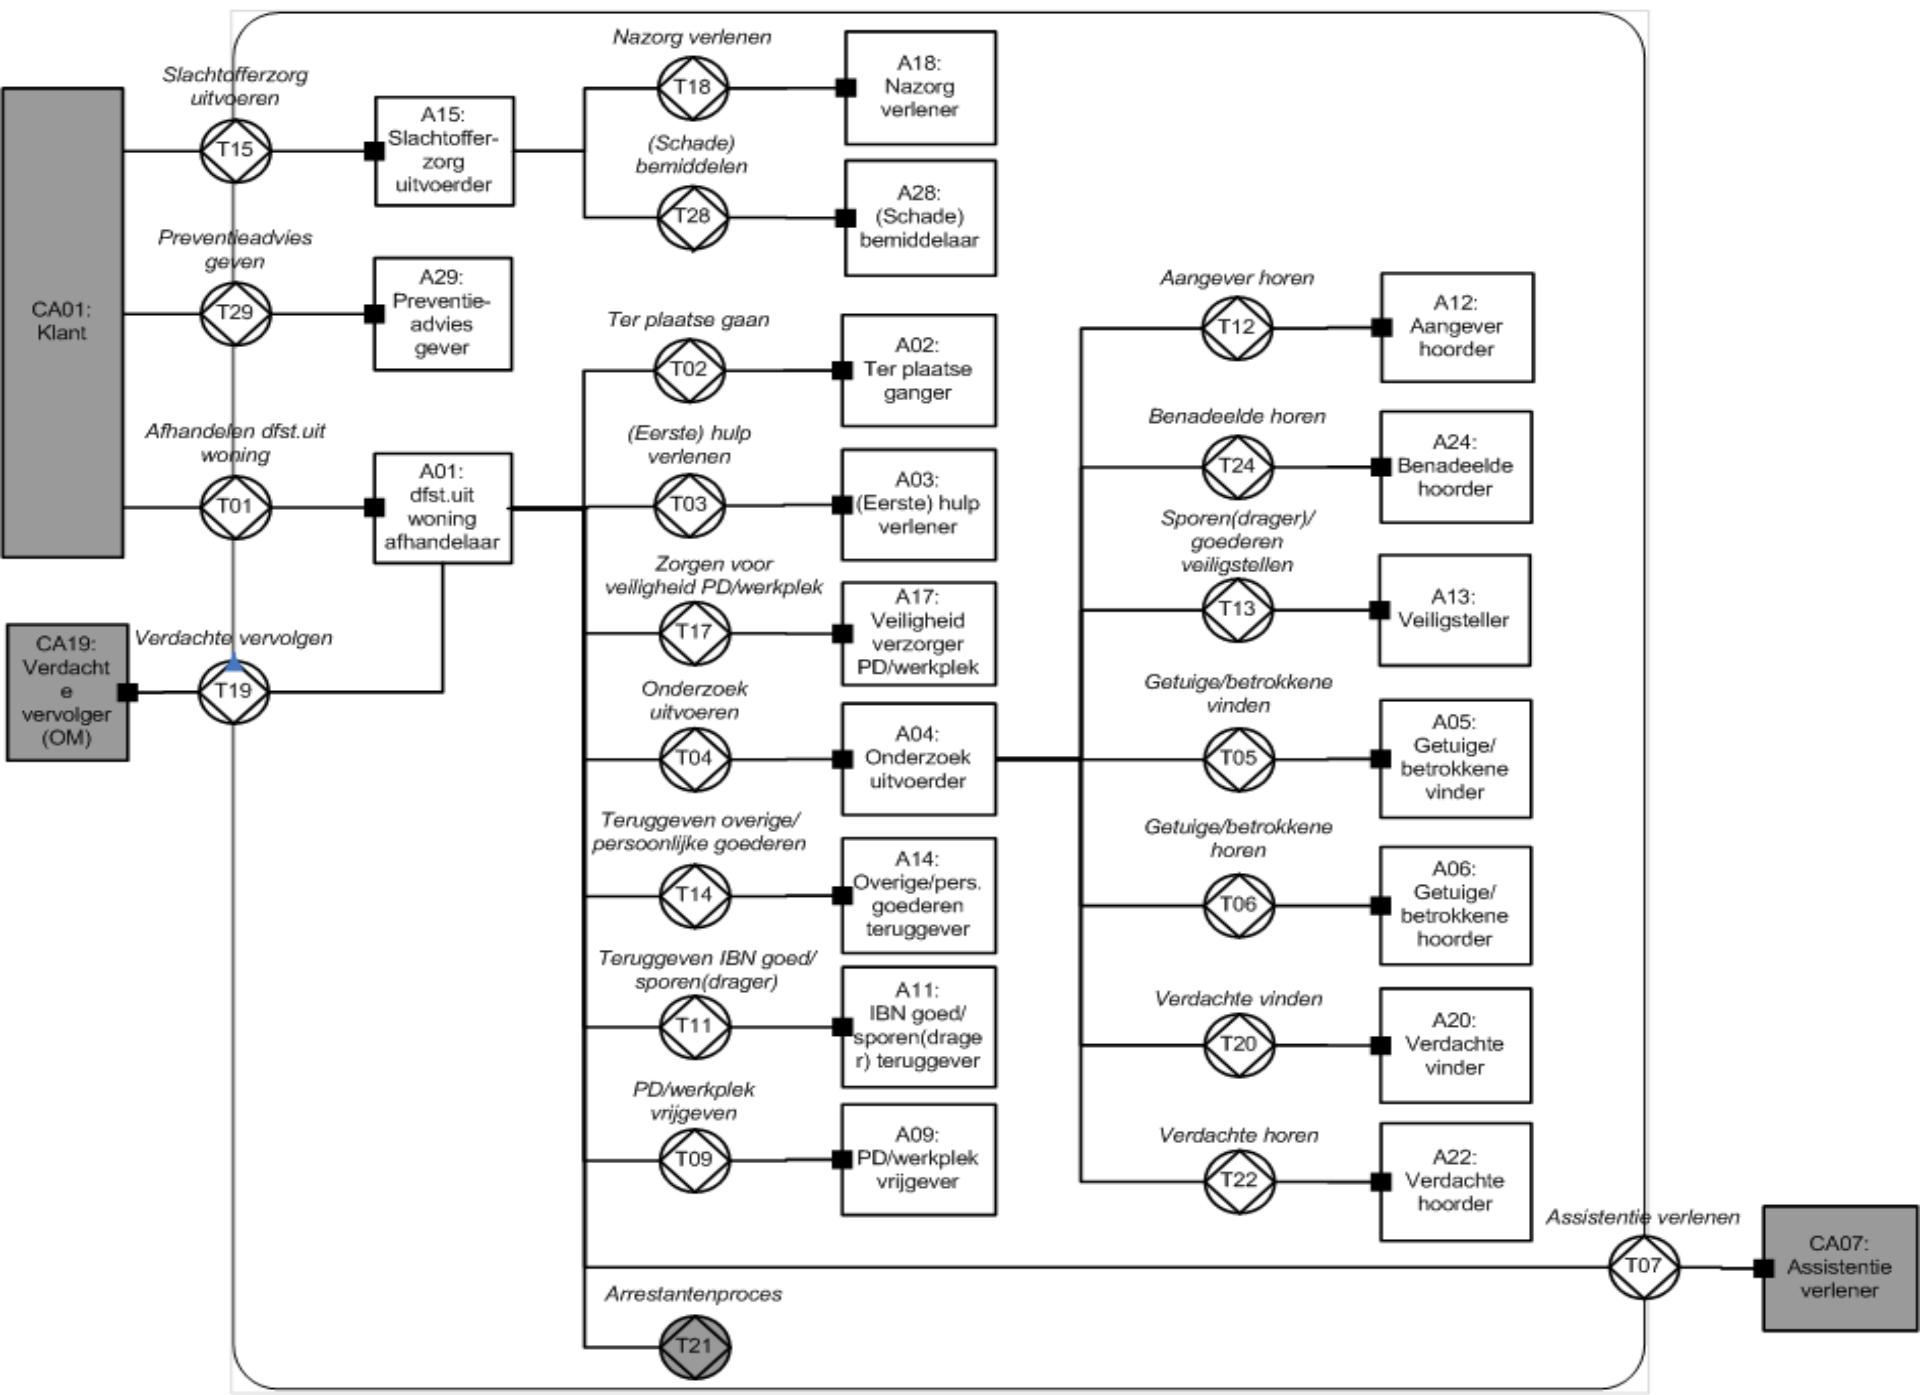 Slachtofferzorg
uitvoeren
T15
A15:
Slachtoffer-
zorg
uitvoerder
Nazorg verlenen
T18
A18:
Nazorg
verlener
(Schade)
bemiddelen
T28
A28:
(Schade)
bemiddelaar
CA01:
Klant
Preventieadvies
geven
T29
A29:
Preventie-
advies
gever
Afhandelen dfst.uit
woning
T01
A01:
dfst.uit
woning
afhandelaar
CA19:
Verdacht
e
vervolger
(OM)
Verdachte vervolgen
T19
Ter plaatse gaan
T02
A02:
Ter plaatse
ganger
(Eerste) hulp
verlenen
T03
A03:
(Eerste) hulp
verlener
Zorgen voor
veiligheid PD/werkplek
T17
A17:
Veiligheid
verzorger
PD/werkplek
Onderzoek
uitvoeren
T04
A04:
Onderzoek
uitvoerder
Teruggeven overige/
persoonlijke goederen
T14
A14:
Overige/pers.
goederen
teruggever
Teruggeven IBN goed/
sporen(drager)
T11
A11:
IBN goed/
sporen(drage
r) teruggever
PD/werkplek
vrijgeven
T09
A09:
PD/werkplek
vrijgever
Arrestantenproces
T21
Aangever horen
T12
A12:
Aangever
hoorder
Benadeelde horen
T24
A24:
Benadeelde
hoorder
Sporen(drager)/
goederen
veiligstellen
T13
A13:
Veiligsteller
Getuige/betrokkene
vinden
T05
A05:
Getuige/
betrokkene
vinder
Getuige/betrokkene
horen
T06
A06:
Getuige/
betrokkene
hoorder
Verdachte vinden
T20
A20:
Verdachte
vinder
Verdachte horen
T22
A22:
Verdachte
hoorder
Assistentie verlenen
T07
CA07:
Assistentie
verlener